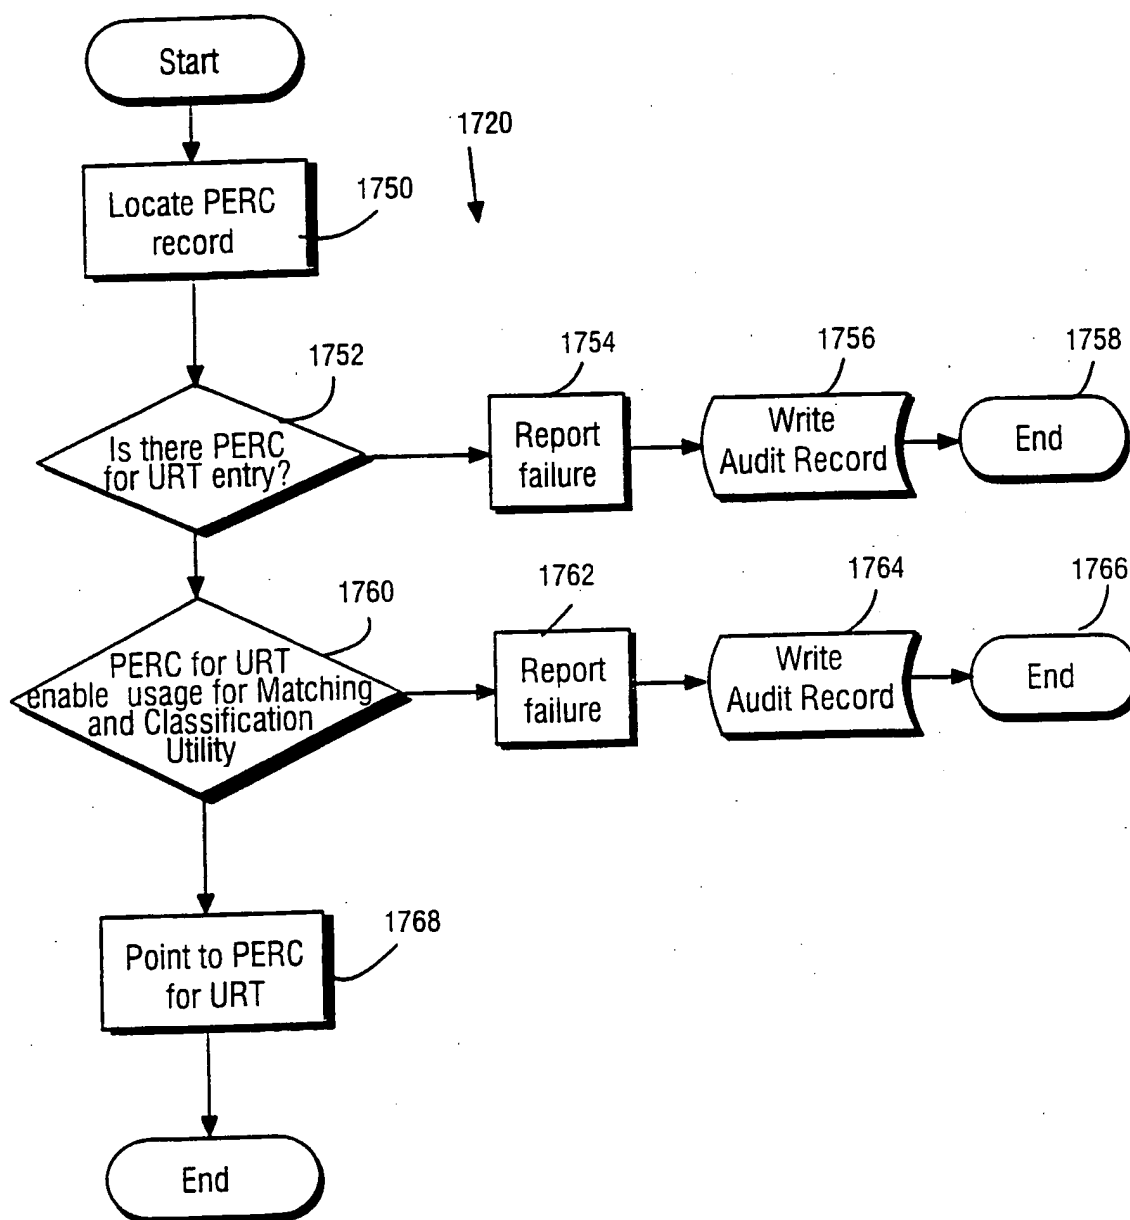 Start
1720
Locate PERC
record
1750
1752
Is there PERC
for URT entry?
1754
Report
failure
1756
Write
Audit Record
1758
End
1760
PERC for URT
enable usage for Matching
and Classification
Utility
1762
Report
failure
1764
Write
Audit Record
1766
End
Point to PERC
for URT
1768
End